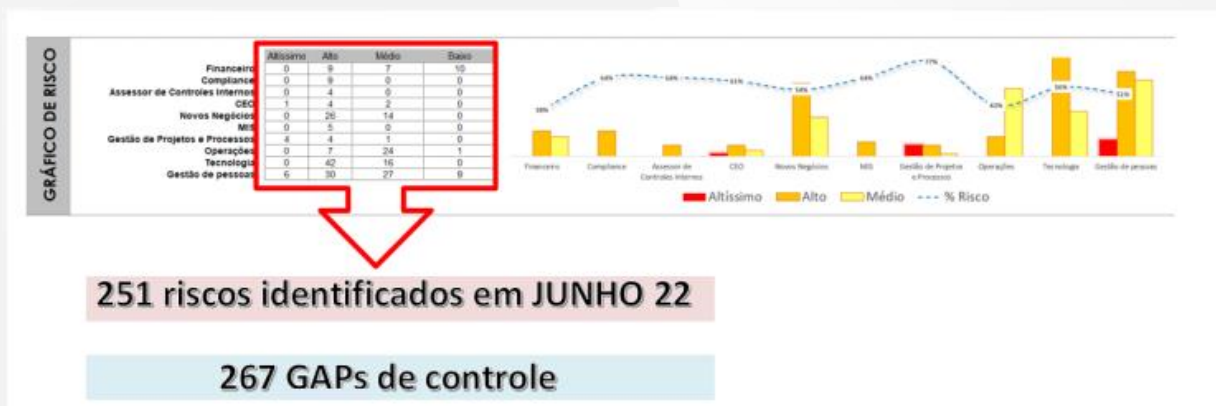 GRÁFICO DE RISCO
Altíssimo Alto Médio Baixo
Financeiro 0 9 7 10
Compliance 0 9 0 0
Assessor de Controles Internos 0 4 0 0
CEO 1 4 2 0
Novos Negócios 0 26 14 0
MIS 0 5 0 0
Gestão de Projetos e Processos 4 4 1 0
Operações 0 7 24 1
Tecnologia 0 42 16 0
Gestão de pessoas 6 30 27 9
77%
51%
Financeiro
Compliance
Assessor de Controles Internos
CEO
Novos Negócios
MIS
Gestão de Projetos e Processos
Operações
Tecnologia
Gestão de pessoas
Altíssimo Alto Médio % Risco
251 riscos identificados em JUNHO 22
267 GAPs de controle